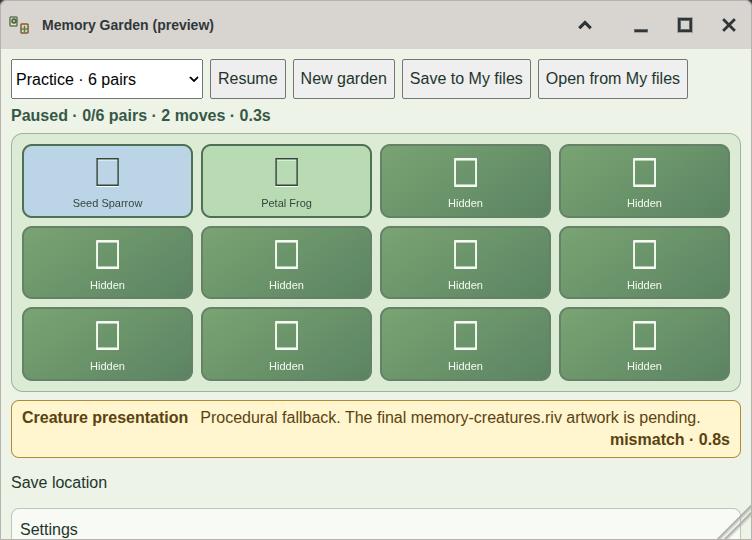 Memory Garden (preview)
Practice · 6 pairs Resume New garden Save to My files Open from My files
Paused · 0/6 pairs · 2 moves · 0.3s
Seed Sparrow Petal Frog Hidden Hidden
Hidden Hidden Hidden Hidden
Hidden Hidden Hidden Hidden
Creature presentation Procedural fallback. The final memory-creatures.riv artwork is pending.
mismatch · 0.8s
Save location
Settings